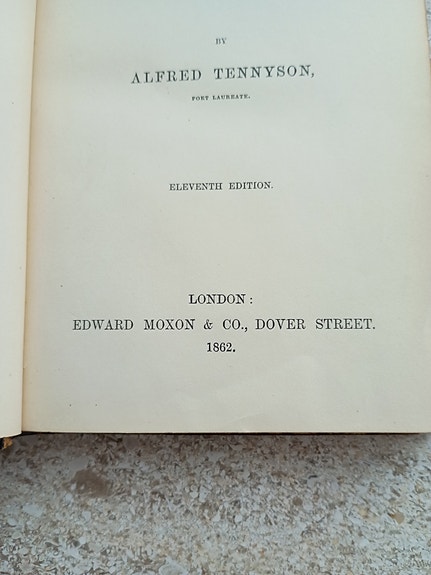 BY
ALFRED TENNYSON,
POET LAUREATE.
ELEVENTH EDITION.
LONDON:
EDWARD MOXON & CO., DOVER STREET.
1862.